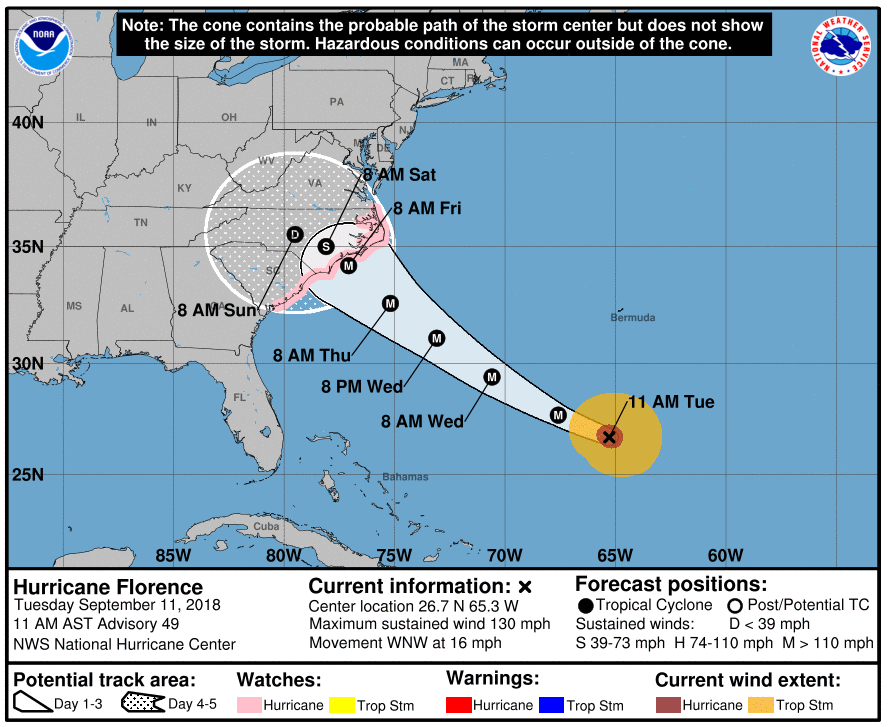 Note: The cone contains the probable path of the storm center but does not show
the size of the storm. Hazardous conditions can occur outside of the cone.
NOAA
NATIONAL WEATHER SERVICE
MA
CT
RI
PA
NJ
IL
IN
OH
40N
DE
WV
8 AM Sat
VA
KY
8 AM Fri
TN
35N
SC
MS
AL
GA
8 AM Sun
Bermuda
8 AM Thu
30N
8 PM Wed
FL
11 AM Tue
8 AM Wed
25N
Bahamas
Cuba
85W 80W 75W 70W 65W 60W
D
S
M
M
M
M
M
Hurricane Florence
Tuesday September 11, 2018
11 AM AST Advisory 49
NWS National Hurricane Center
Current information:
Center location 26.7 N 65.3 W
Maximum sustained wind 130 mph
Movement WNW at 16 mph
Forecast positions:
Tropical Cyclone Post/Potential TC
Sustained winds: D < 39 mph
S 39-73 mph H 74-110 mph M > 110 mph
Potential track area:
Day 1-3 Day 4-5
Watches:
Hurricane Trop Stm
Warnings:
Hurricane Trop Stm
Current wind extent:
Hurricane Trop Stm